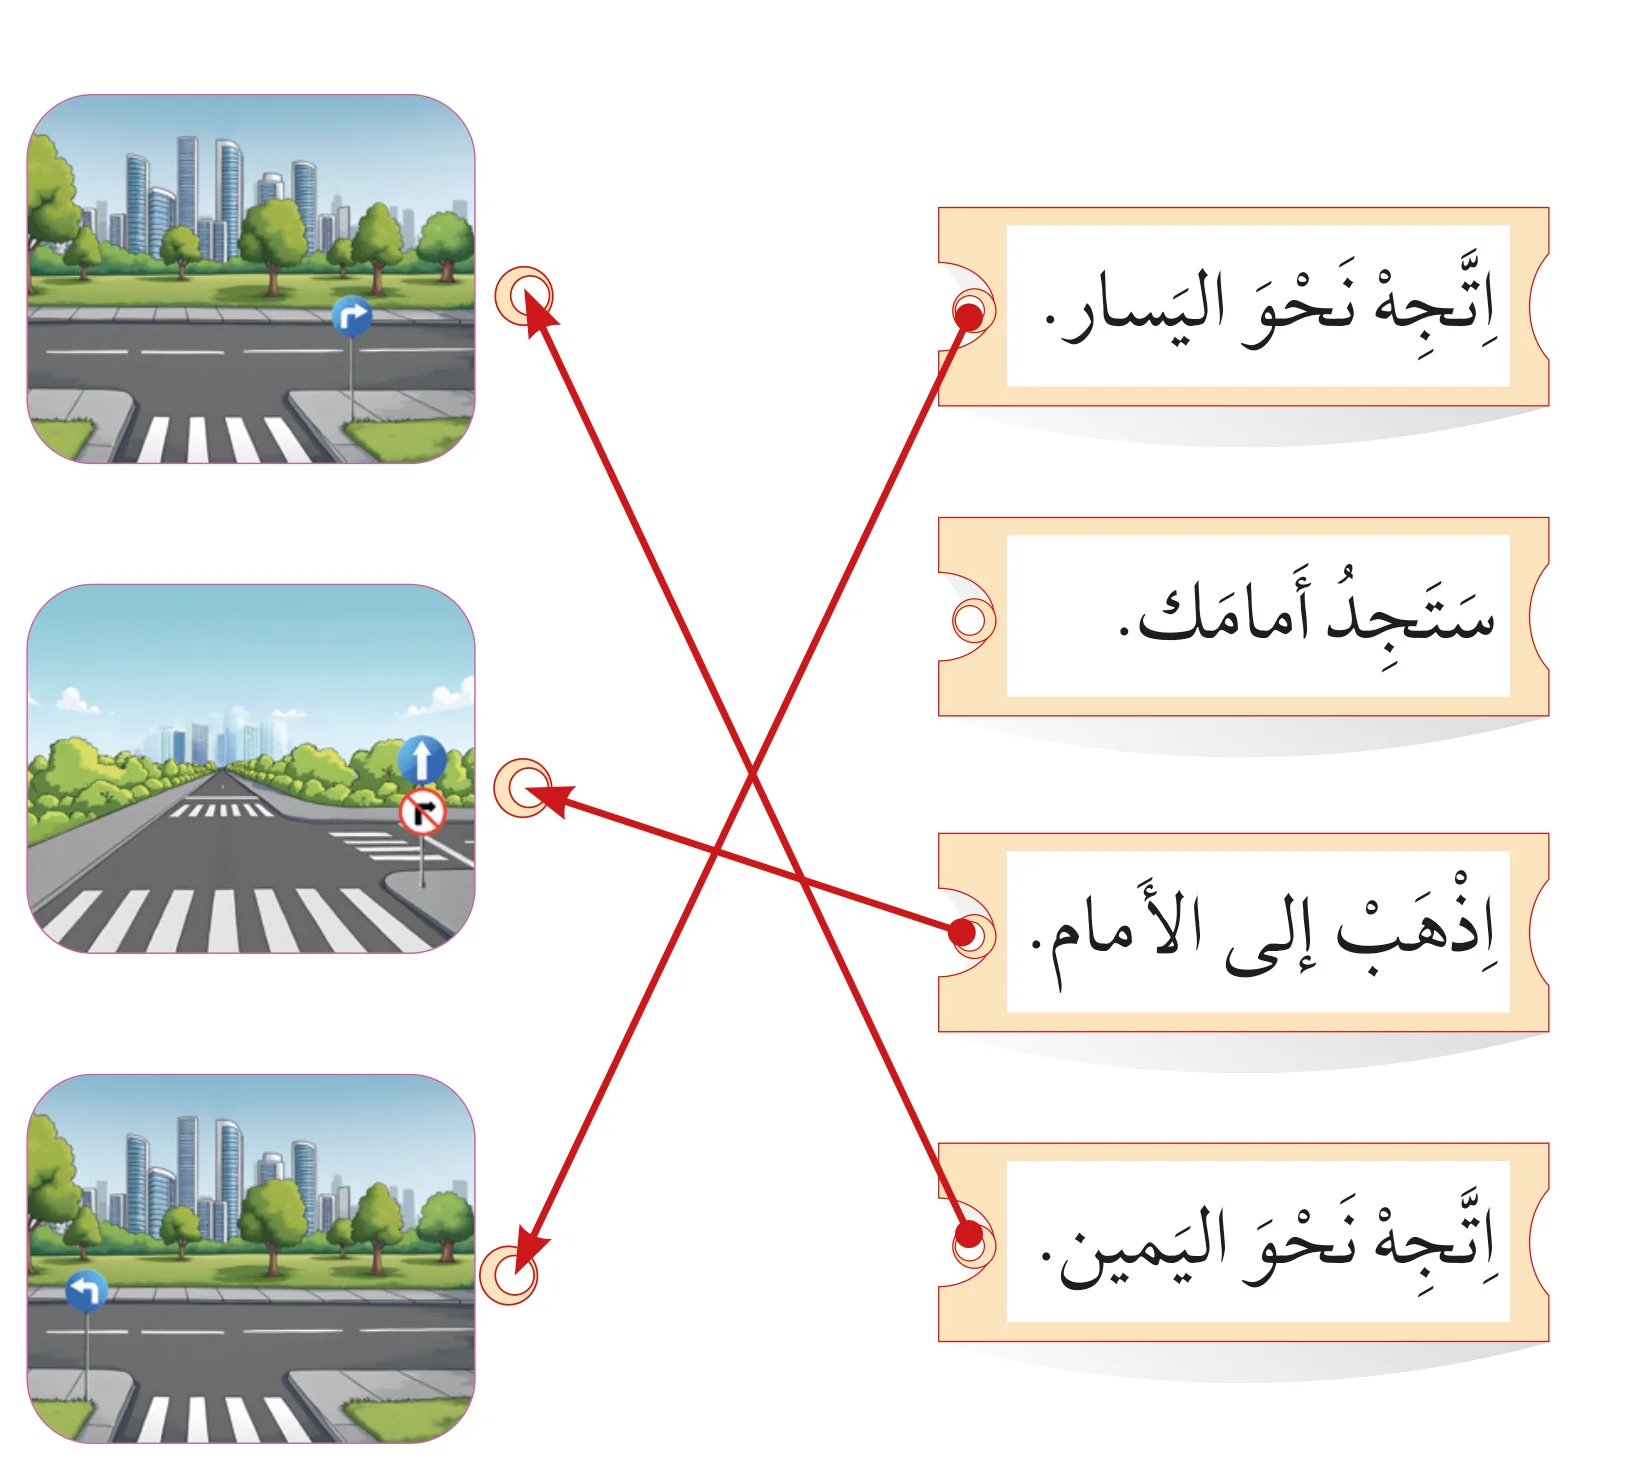 اِتَّجِهْ نَحْوَ اليَسار.
سَتَجِدُ أَمامَك.
اِذْهَبْ إلى الأَمام.
اِتَّجِهْ نَحْوَ اليَمين.